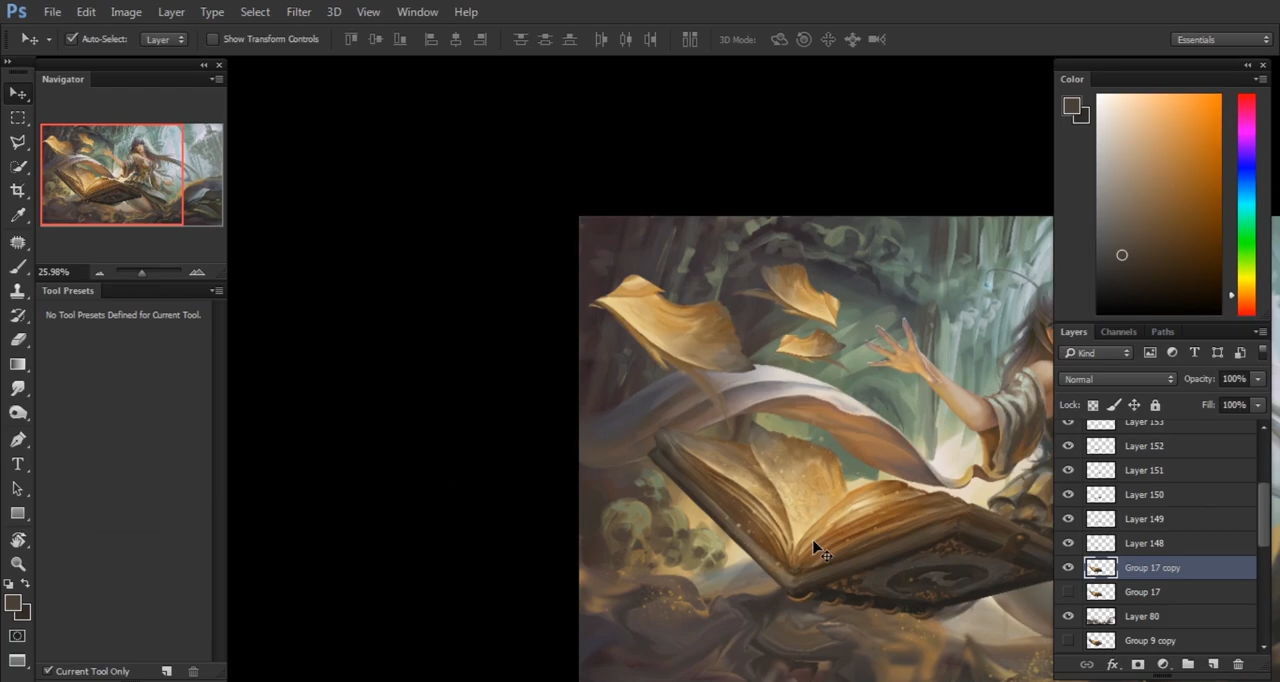 Ps File Edit Image Layer Type Select Filter 3D View Window Help
Auto-Select: Layer Show Transform Controls 3D Mode: Essentials
Navigator
25.98%
Tool Presets
No Tool Presets Defined for Current Tool.
Current Tool Only
Color
Layers Channels Paths
Kind
Normal Opacity: 100%
Lock: Fill: 100%
Layer 153
Layer 152
Layer 151
Layer 150
Layer 149
Layer 148
Group 17 copy
Group 17
Layer 80
Group 9 copy
fx